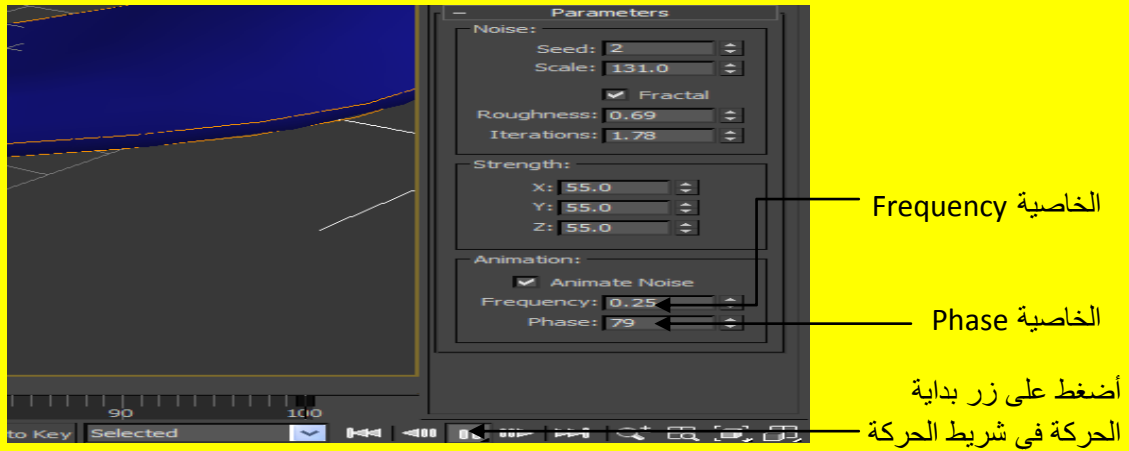 Parameters
Noise:
Seed: 2
Scale: 131.0
Fractal
Roughness: 0.69
Iterations: 1.78
Strength:
X: 55.0
Y: 55.0
Z: 55.0
Animation:
Animate Noise
Frequency: 0.25
Phase: 79
الخاصية Frequency
الخاصية Phase
أضغط على زر بداية
الحركة فى شريط الحركة
90 100
to Key Selected